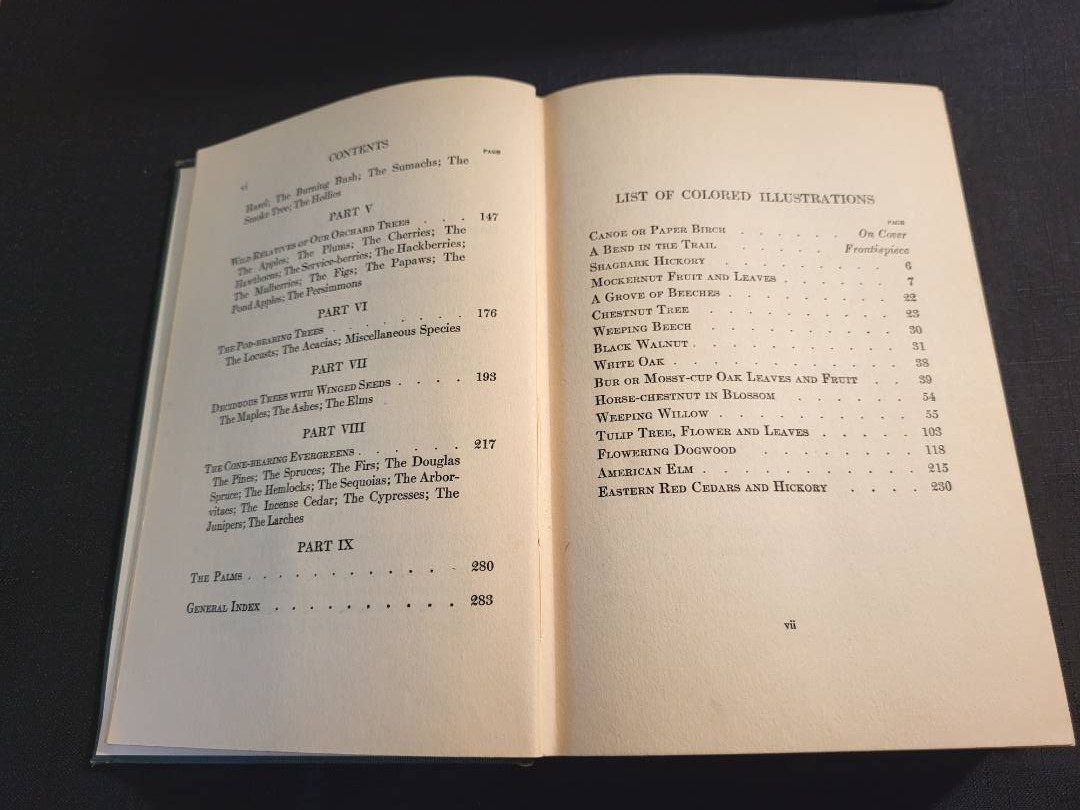 vi CONTENTS
PAGE
Hazel; The Burning Bush; The Sumachs; The
Smoke Tree; The Hollies
PART V
Wild Relatives of Our Orchard Trees . . . 147
The Apples; The Plums; The Cherries; The
Hawthorns; The Service-berries; The Hackberries;
The Mulberries; The Figs; The Papaws; The
Pond Apples; The Persimmons
PART VI
The Pod-bearing Trees . . . . . . . . 176
The Locusts; The Acacias; Miscellaneous Species
PART VII
Deciduous Trees with Winged Seeds . . . . 193
The Maples; The Ashes; The Elms
PART VIII
The Cone-bearing Evergreens . . . . . . 217
The Pines; The Spruces; The Firs; The Douglas
Spruce; The Hemlocks; The Sequoias; The Arbor-
vitaes; The Incense Cedar; The Cypresses; The
Junipers; The Larches
PART IX
The Palms . . . . . . . . . . . . 280
General Index . . . . . . . . . . 283
LIST OF COLORED ILLUSTRATIONS
PAGE
Canoe or Paper Birch . . . . . . On Cover
A Bend in the Trail . . . . . Frontispiece
Shagbark Hickory . . . . . . . . . 6
Mockernut Fruit and Leaves . . . . . . 7
A Grove of Beeches . . . . . . . . . 22
Chestnut Tree . . . . . . . . . 23
Weeping Beech . . . . . . . . . 30
Black Walnut . . . . . . . . . . 31
White Oak . . . . . . . . . . . 38
Bur or Mossy-cup Oak Leaves and Fruit . . 39
Horse-chestnut in Blossom . . . . . . 54
Weeping Willow . . . . . . . . . 55
Tulip Tree, Flower and Leaves . . . . . 103
Flowering Dogwood . . . . . . . 118
American Elm . . . . . . . . . . 215
Eastern Red Cedars and Hickory . . . . 230
vii